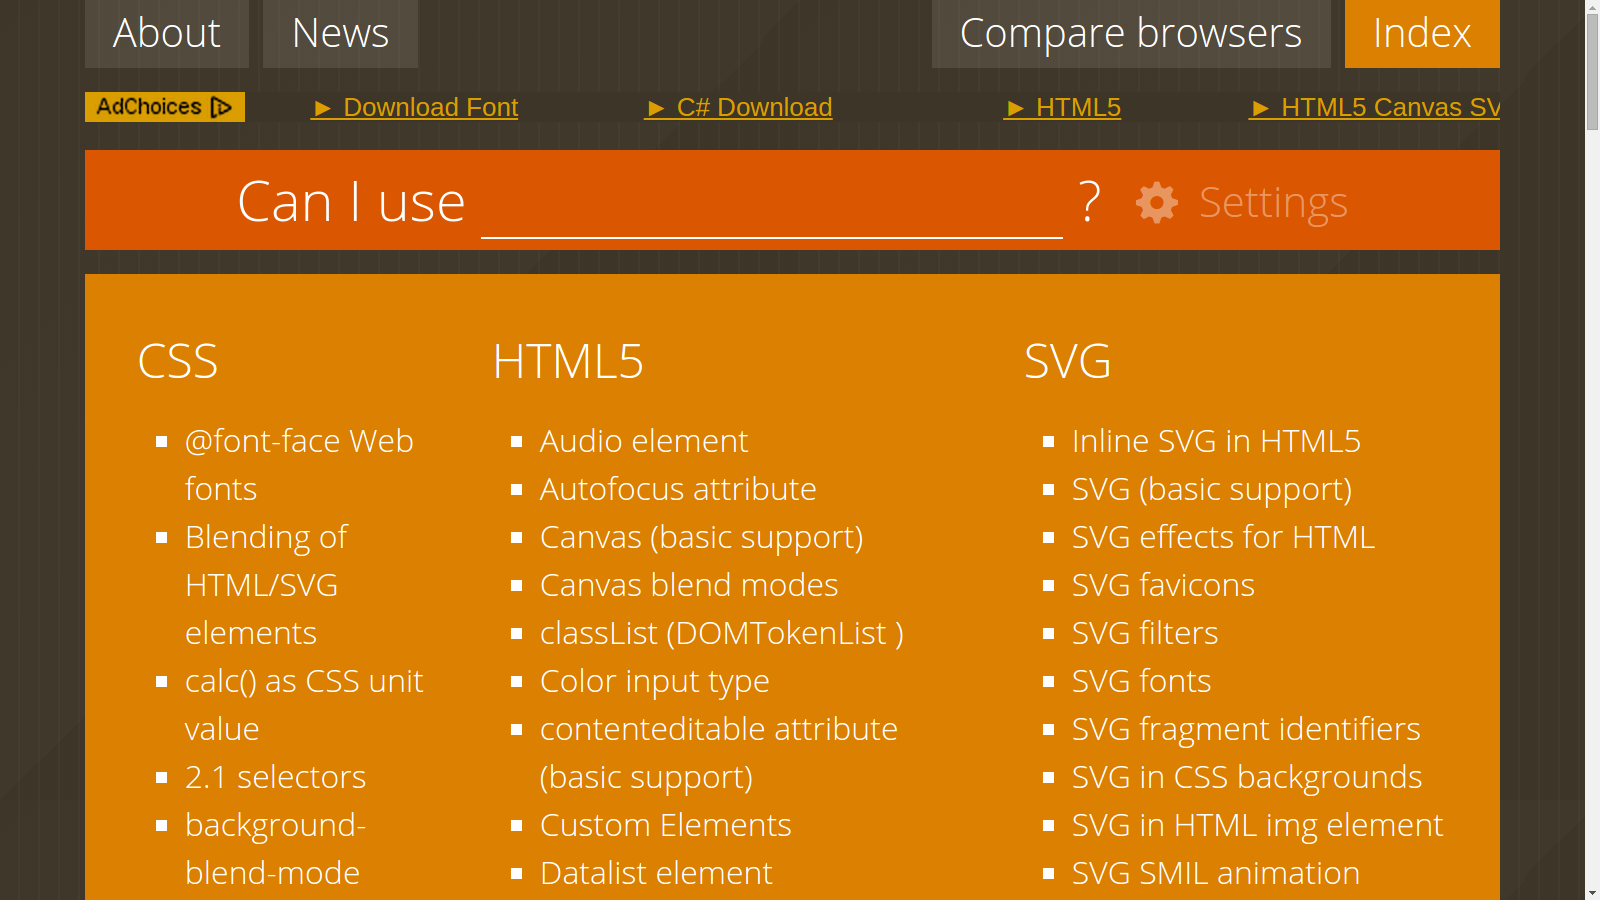 About News Compare browsers Index
AdChoices ► Download Font ► C# Download ► HTML5 ► HTML5 Canvas SV
Can I use ? Settings
CSS
@font-face Web
fonts
Blending of
HTML/SVG
elements
calc() as CSS unit
value
2.1 selectors
background-
blend-mode
HTML5
Audio element
Autofocus attribute
Canvas (basic support)
Canvas blend modes
classList (DOMTokenList )
Color input type
contenteditable attribute
(basic support)
Custom Elements
Datalist element
SVG
Inline SVG in HTML5
SVG (basic support)
SVG effects for HTML
SVG favicons
SVG filters
SVG fonts
SVG fragment identifiers
SVG in CSS backgrounds
SVG in HTML img element
SVG SMIL animation